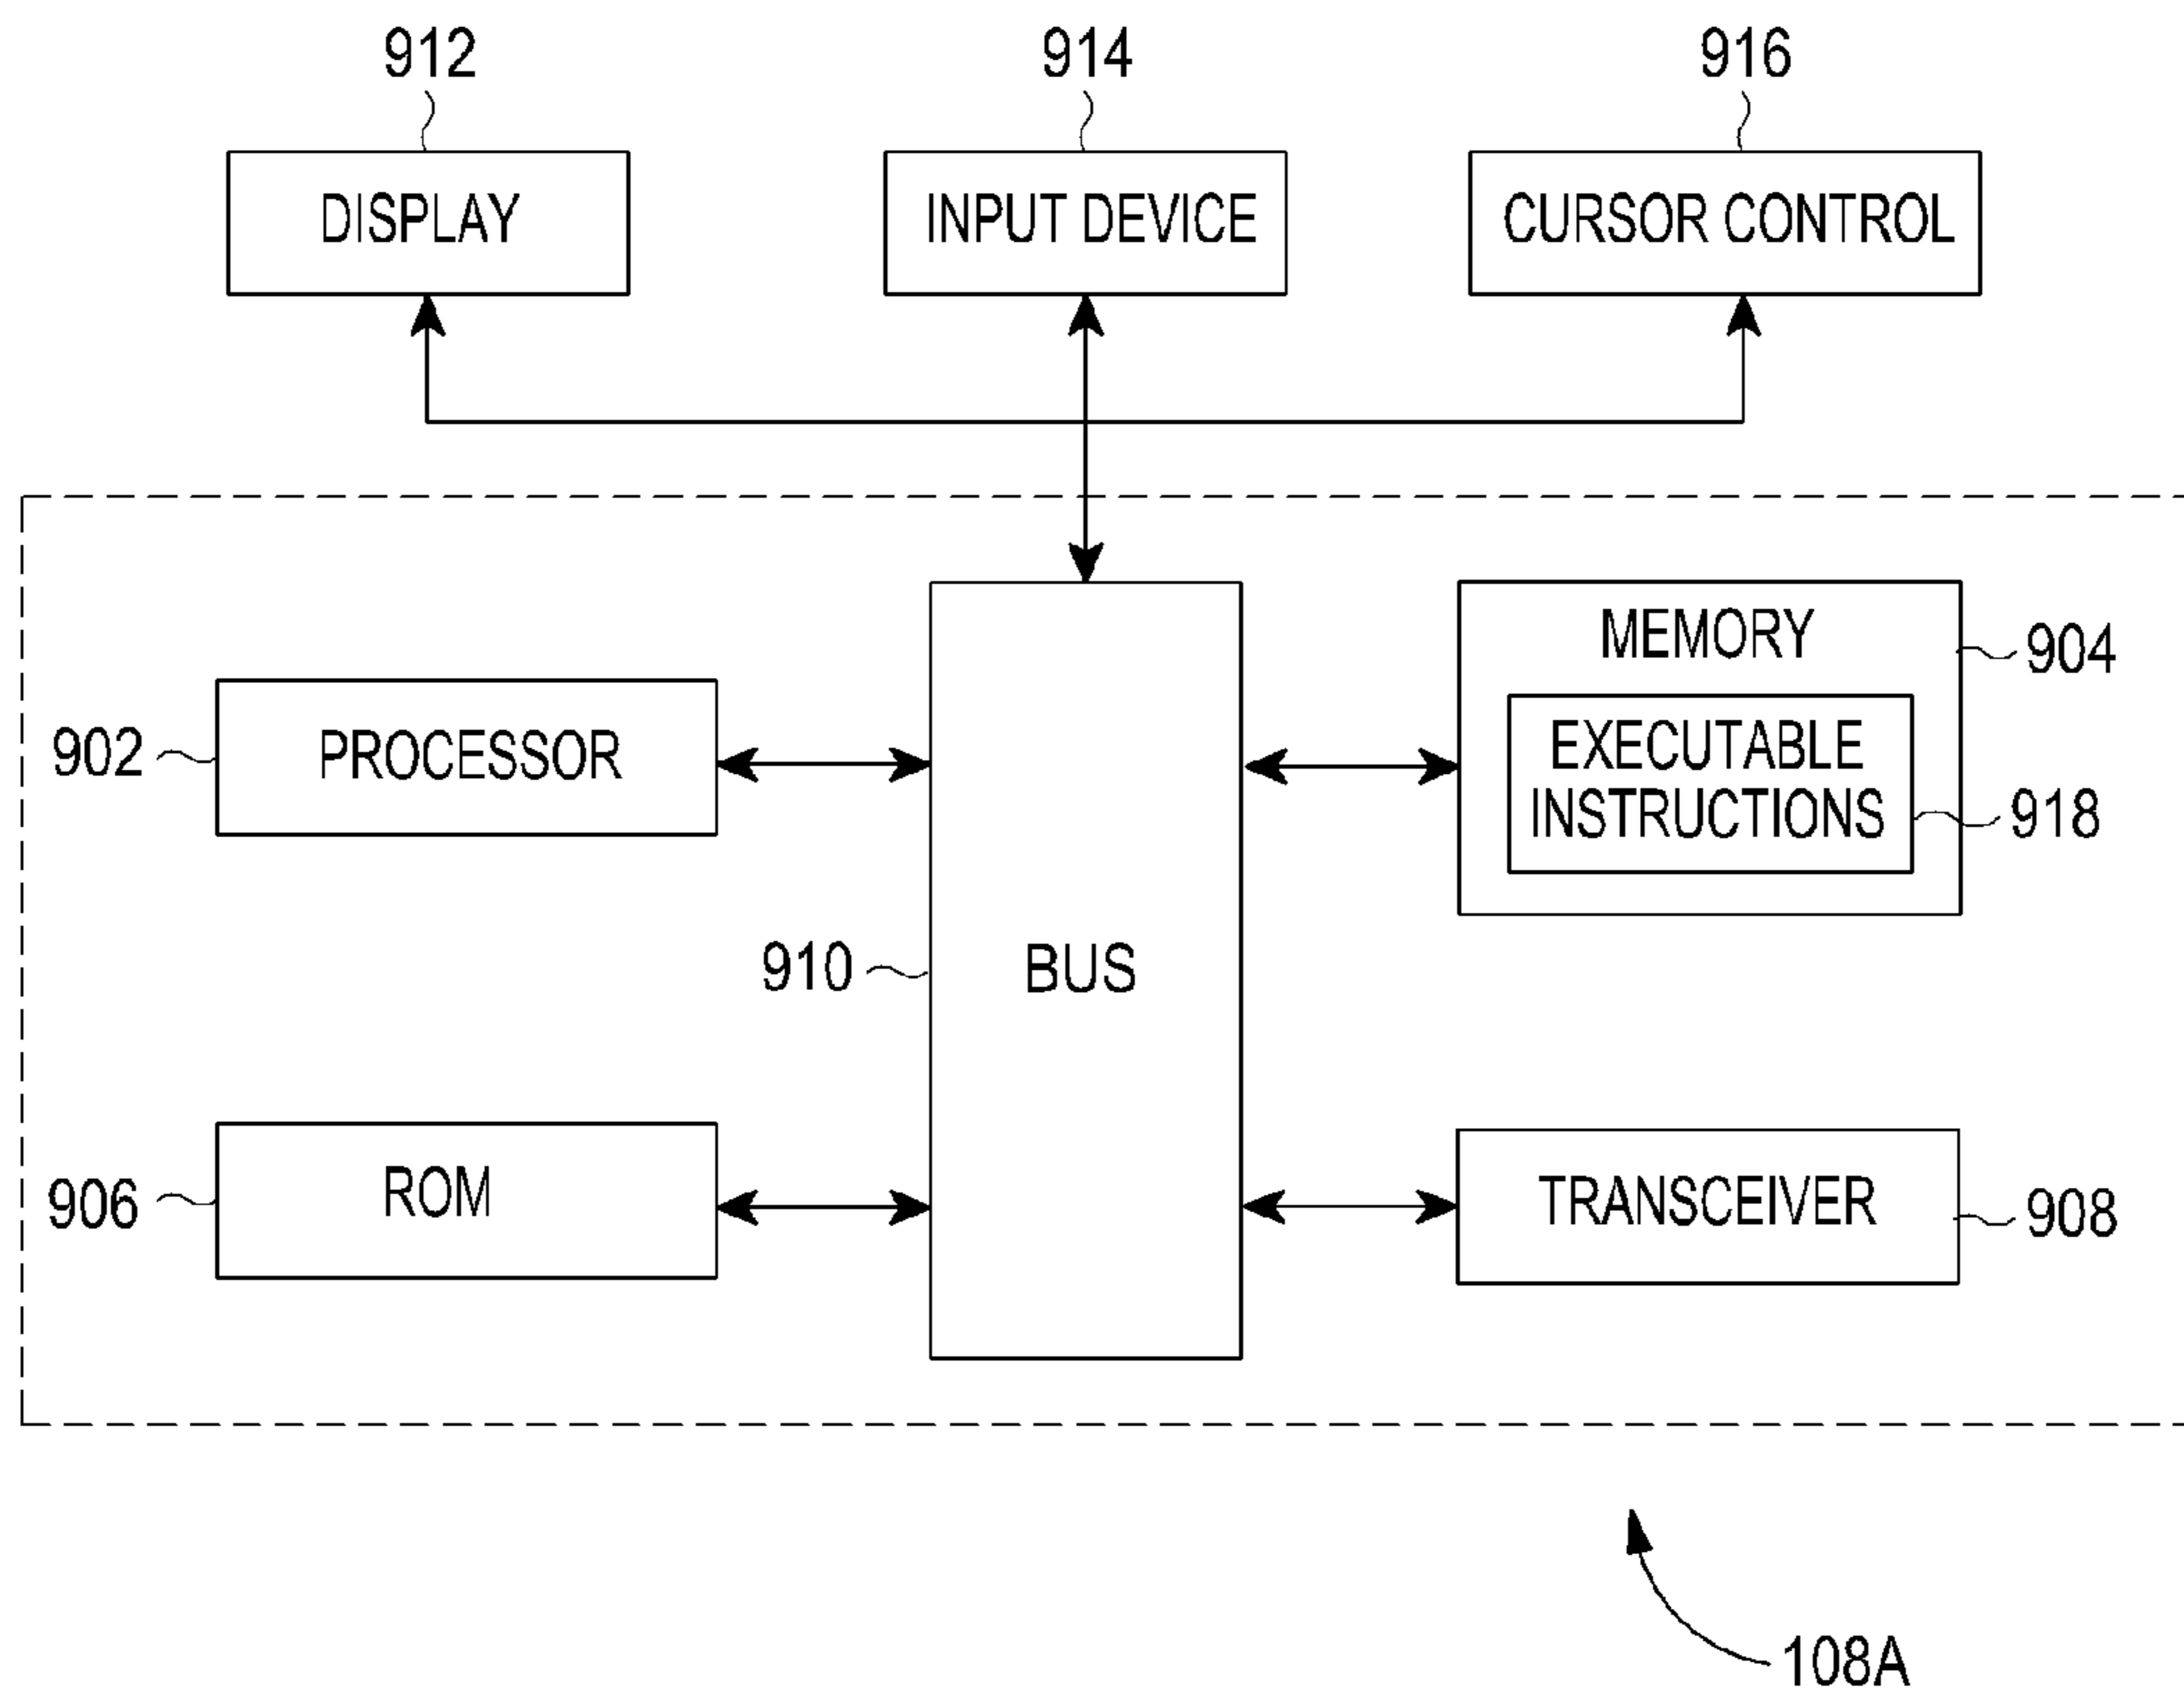 912
914
916
DISPLAY
INPUT DEVICE
CURSOR CONTROL
MEMORY
904
EXECUTABLE
INSTRUCTIONS
918
902
PROCESSOR
910
BUS
906
ROM
TRANSCEIVER
908
108A